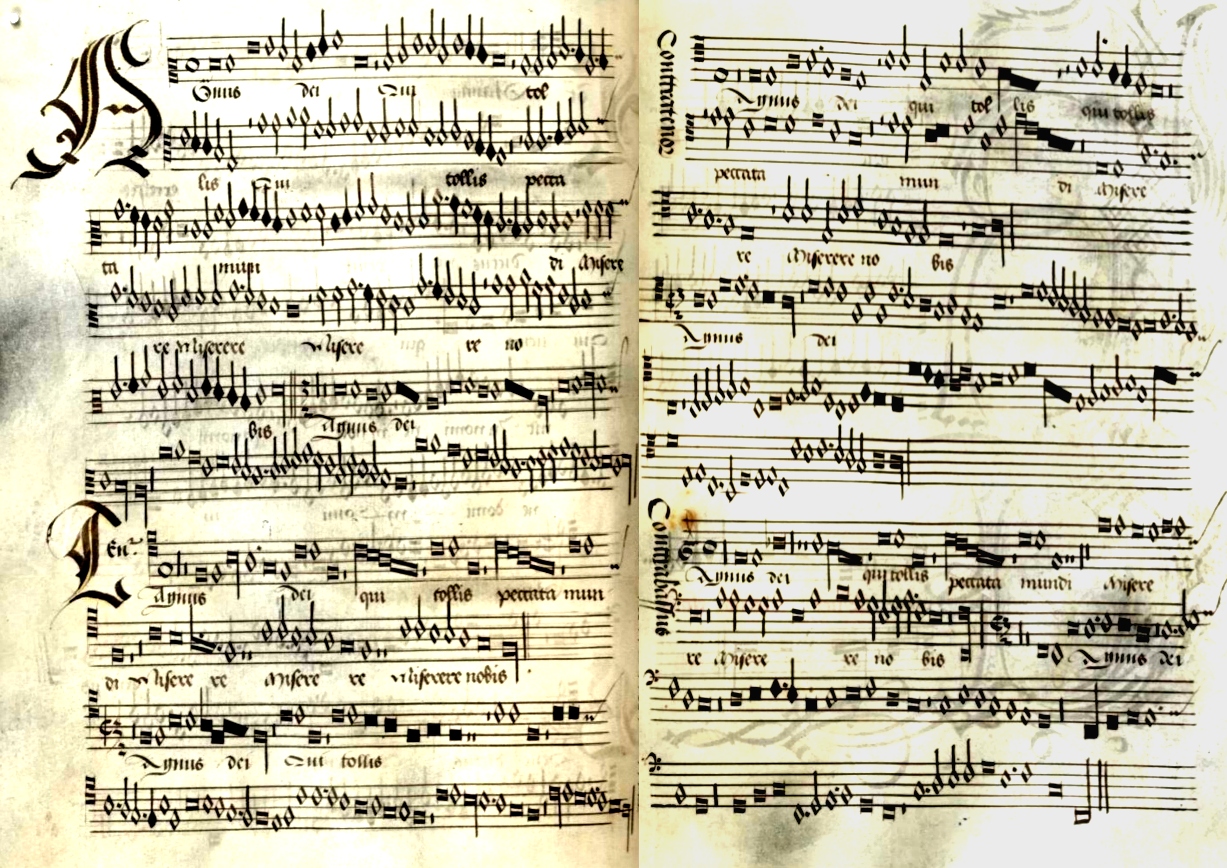 Agnus dei Qui tol
lis Qui tollis pecca
ta mun di Misere
re Miserere Misere re no
bis Agnus dei
Ten.
Agnus dei qui tollis peccata mun
di Misere re Misere re Miserere nobis
Agnus dei Qui tollis
Contratenor
Agnus dei qui tol lis qui tollis
peccata mun di Misere
re Miserere no bis
Agnus dei
Contrabassus
Agnus dei qui tollis peccata mundi Misere
re Misere re no bis Agnus dei